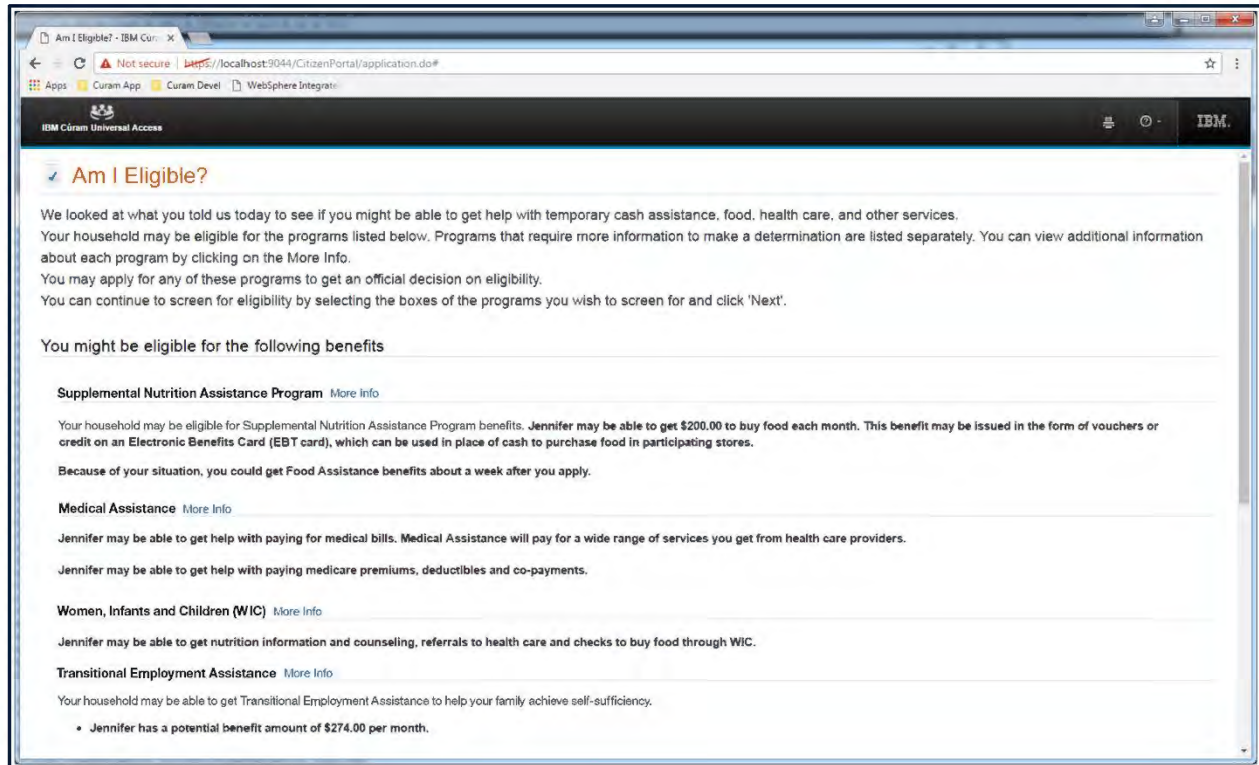 Am I Eligible? - IBM Cúr
Not secure | https://localhost:9044/CitizenPortal/application.do#
Apps Curam App Curam Devel WebSphere Integrate
IBM Cúram Universal Access
IBM.
Am I Eligible?
We looked at what you told us today to see if you might be able to get help with temporary cash assistance, food, health care, and other services.
Your household may be eligible for the programs listed below. Programs that require more information to make a determination are listed separately. You can view additional information
about each program by clicking on the More Info.
You may apply for any of these programs to get an official decision on eligibility.
You can continue to screen for eligibility by selecting the boxes of the programs you wish to screen for and click 'Next'.
You might be eligible for the following benefits
Supplemental Nutrition Assistance Program More Info
Your household may be eligible for Supplemental Nutrition Assistance Program benefits. Jennifer may be able to get $200.00 to buy food each month. This benefit may be issued in the form of vouchers or
credit on an Electronic Benefits Card (EBT card), which can be used in place of cash to purchase food in participating stores.
Because of your situation, you could get Food Assistance benefits about a week after you apply.
Medical Assistance More Info
Jennifer may be able to get help with paying for medical bills. Medical Assistance will pay for a wide range of services you get from health care providers.
Jennifer may be able to get help with paying medicare premiums, deductibles and co-payments.
Women, Infants and Children (WIC) More Info
Jennifer may be able to get nutrition information and counseling, referrals to health care and checks to buy food through WIC.
Transitional Employment Assistance More Info
Your household may be able to get Transitional Employment Assistance to help your family achieve self-sufficiency.
• Jennifer has a potential benefit amount of $274.00 per month.